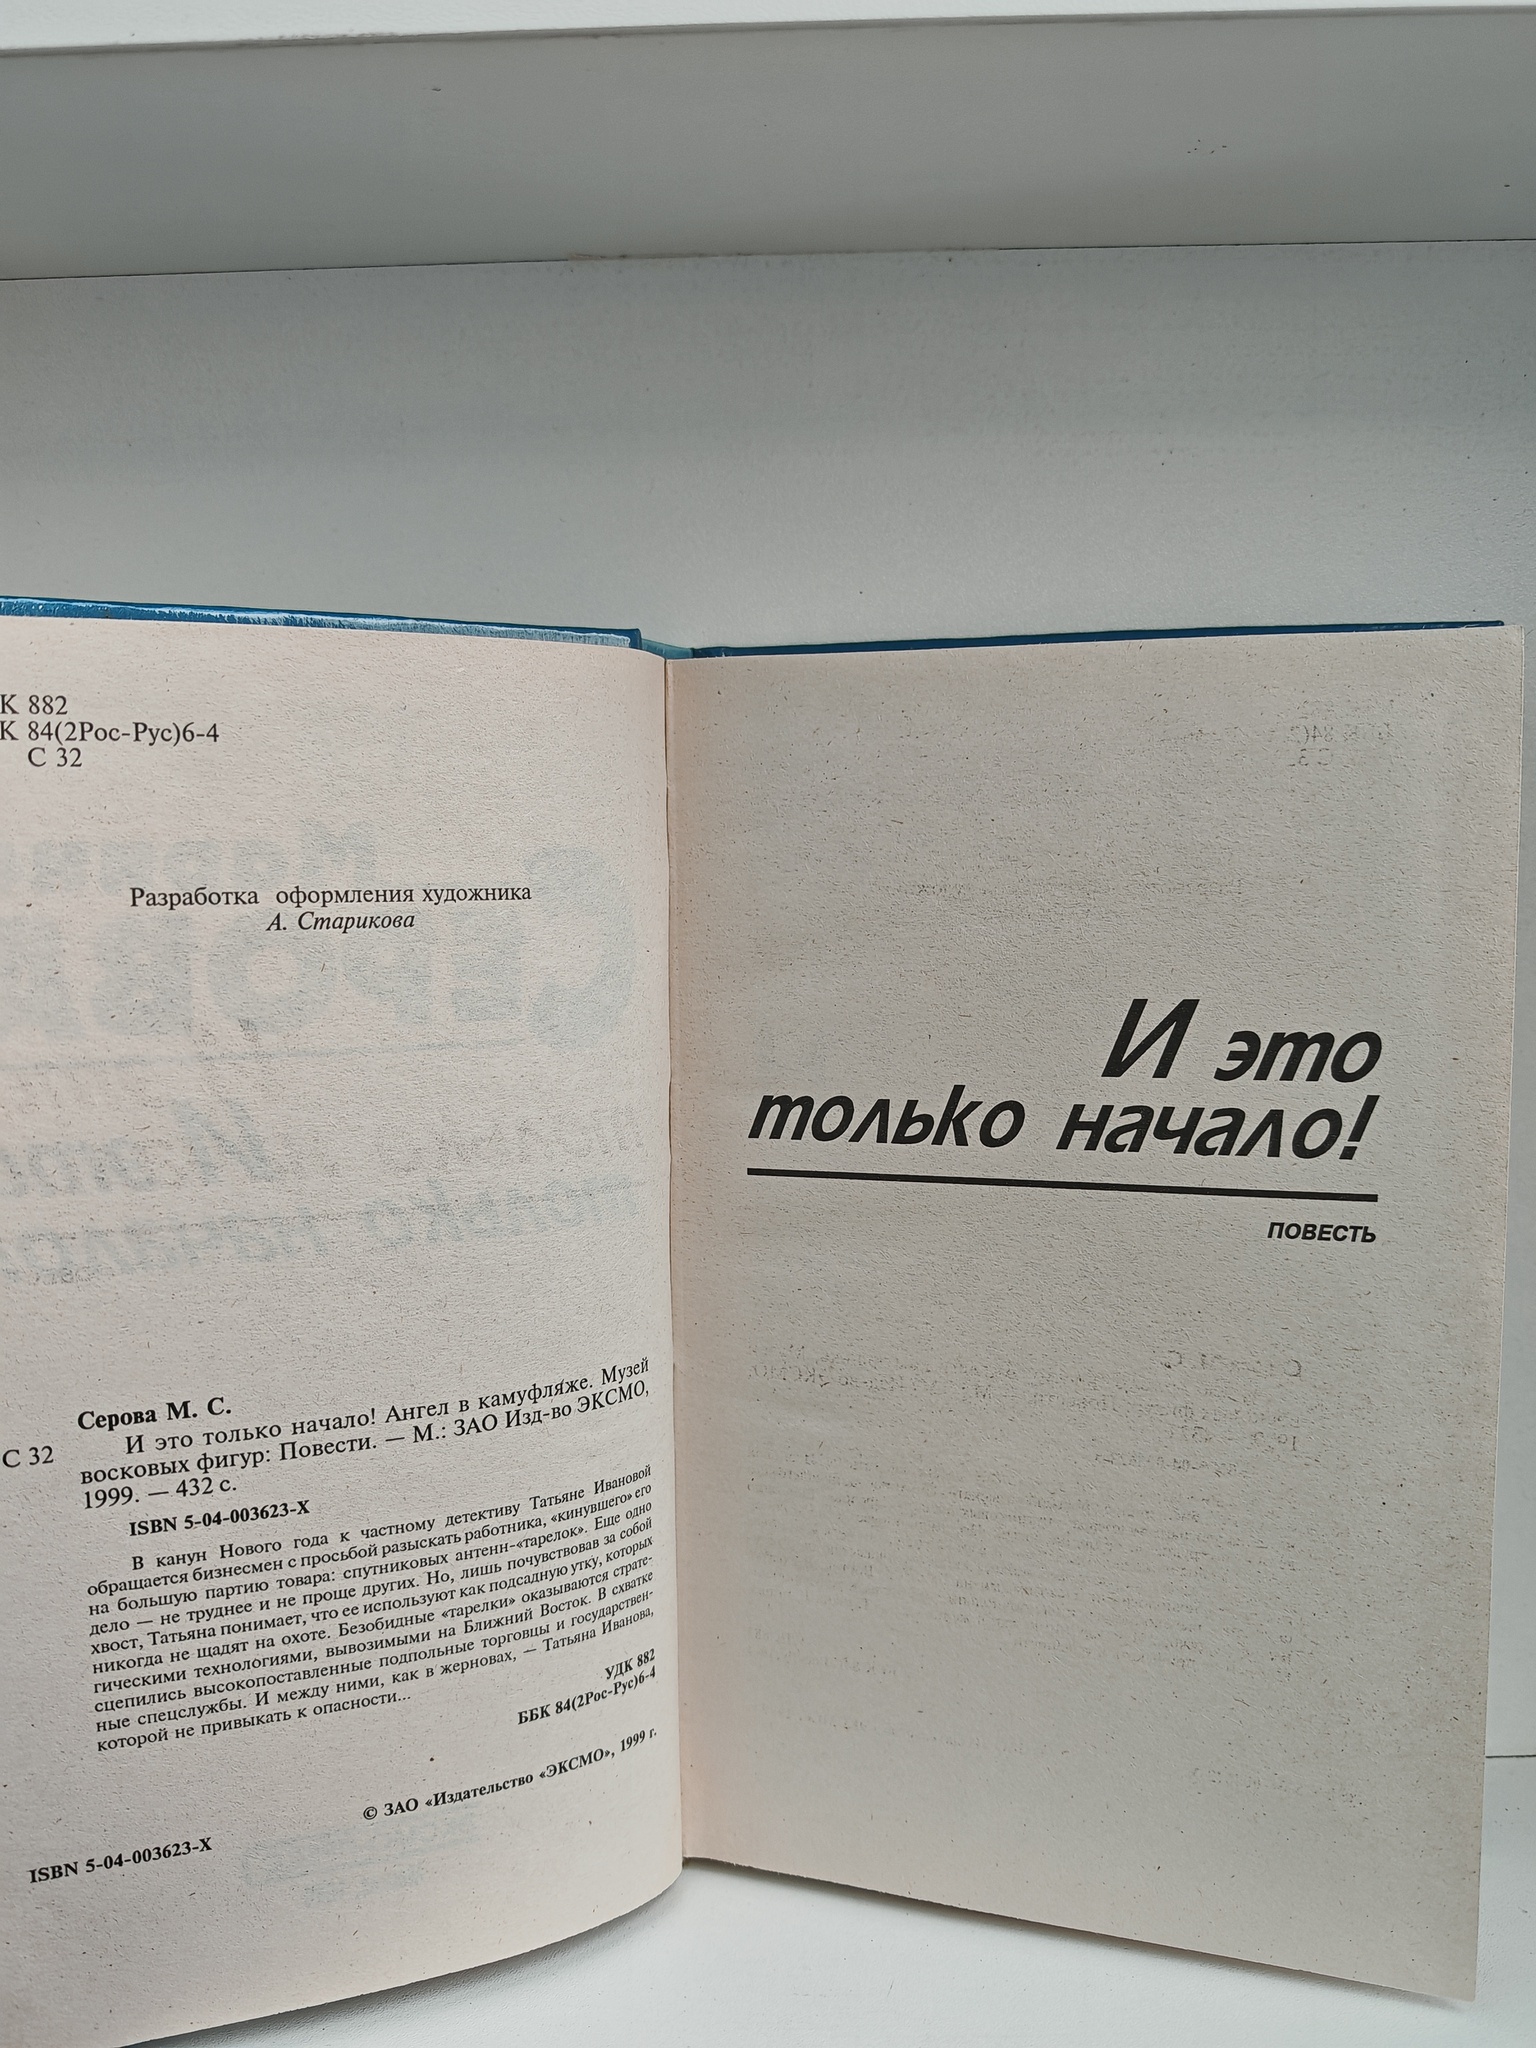 К 882
К 84(2Рос-Рус)6-4
С 32
Разработка оформления художника
А. Старикова
Серова М. С.
С 32
И это только начало! Ангел в камуфляже. Музей
восковых фигур: Повести. — М.: ЗАО Изд-во ЭКСМО,
1999. — 432 с.
ISBN 5-04-003623-X
В канун Нового года к частному детективу Татьяне Ивановой
обращается бизнесмен с просьбой разыскать работника, «кинувшего» его
на большую партию товара: спутниковых антенн-«тарелок». Еще одно
дело — не труднее и не проще других. Но, лишь почувствовав за собой
хвост, Татьяна понимает, что ее используют как подсадную утку, которых
никогда не щадят на охоте. Безобидные «тарелки» оказываются страте-
гическими технологиями, вывозимыми на Ближний Восток. В схватке
сцепились высокопоставленные подпольные торговцы и государствен-
ные спецслужбы. И между ними, как в жерновах, — Татьяна Иванова,
которой не привыкать к опасности...
УДК 882
ББК 84(2Рос-Рус)6-4
© ЗАО «Издательство «ЭКСМО», 1999 г.
ISBN 5-04-003623-X
И это
только начало!
ПОВЕСТЬ